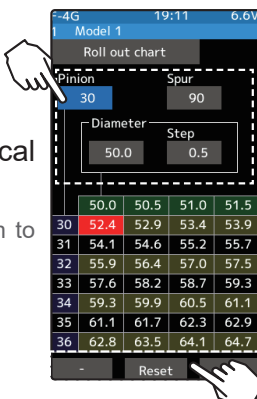 F-4G 19:11 6.6V
1 Model 1
Roll out chart
Pinion Spur
30 90
cal
Diameter
Step
50.0 0.5
n to
50.0 50.5 51.0 51.5
30 52.4 52.9 53.4 53.9
31 54.1 54.6 55.2 55.7
32 55.9 56.4 57.0 57.5
33 57.6 58.2 58.7 59.3
34 59.3 59.9 60.5 61.1
35 61.1 61.7 62.3 62.9
36 62.8 63.5 64.1 64.7
- Reset